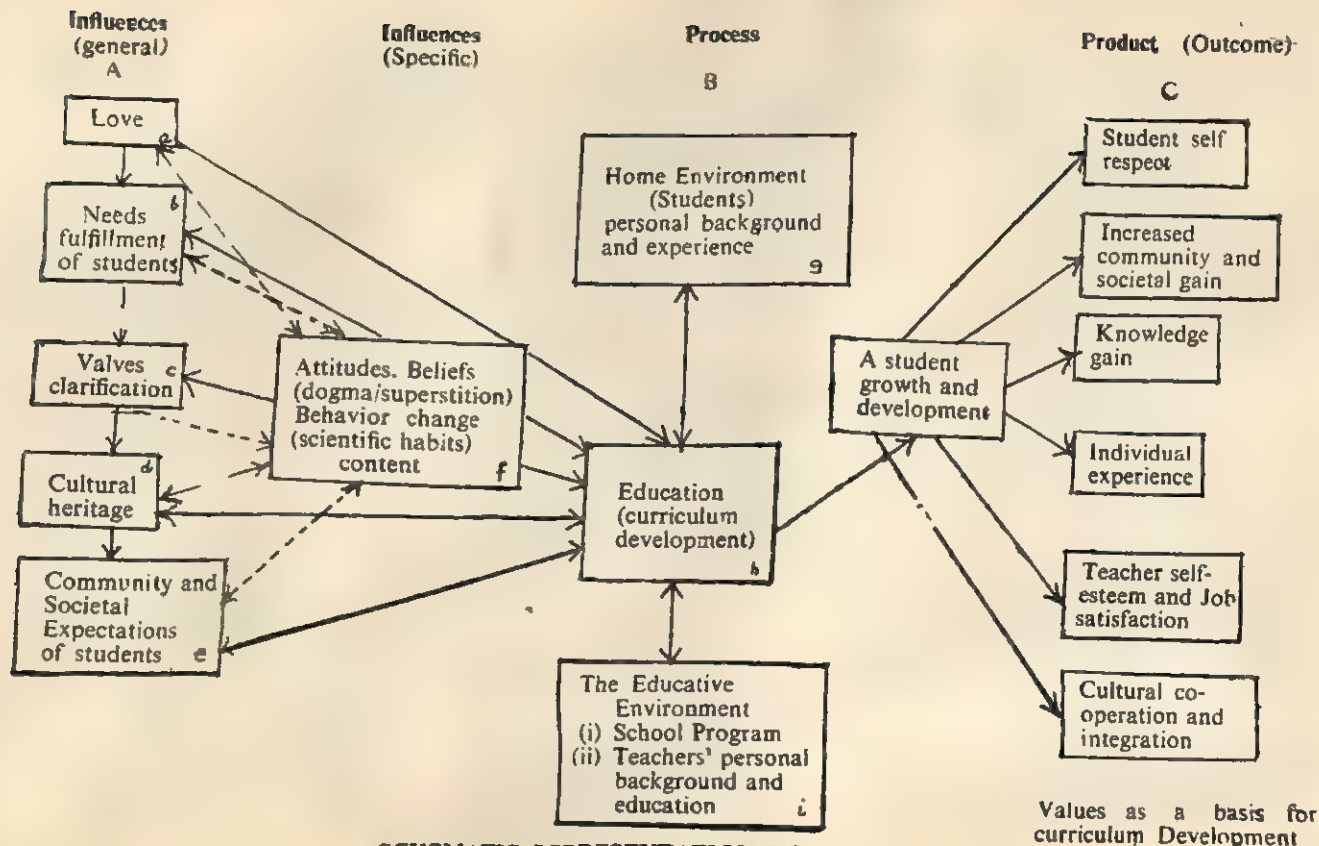 Influences
(general)
A
Influences
(Specific)
Process
B
Product (Outcome)
C
Love
a
Needs
fulfillment
of students
b
Valves
clarification
c
Cultural
heritage
d
Community and
Societal
Expectations
of students
e
Attitudes. Beliefs
(dogma/superstition)
Behavior change
(scientific habits)
content
f
Home Environment
(Students)
personal background
and experience
g
Education
(curriculum
development)
h
The Educative
Environment
(i) School Program
(ii) Teachers' personal
background and
education
i
A student
growth and
development
Student self
respect
Increased
community and
societal gain
Knowledge
gain
Individual
experience
Teacher self-
esteem and Job
satisfaction
Cultural co-
operation and
integration
Values as a basis for
curriculum Development